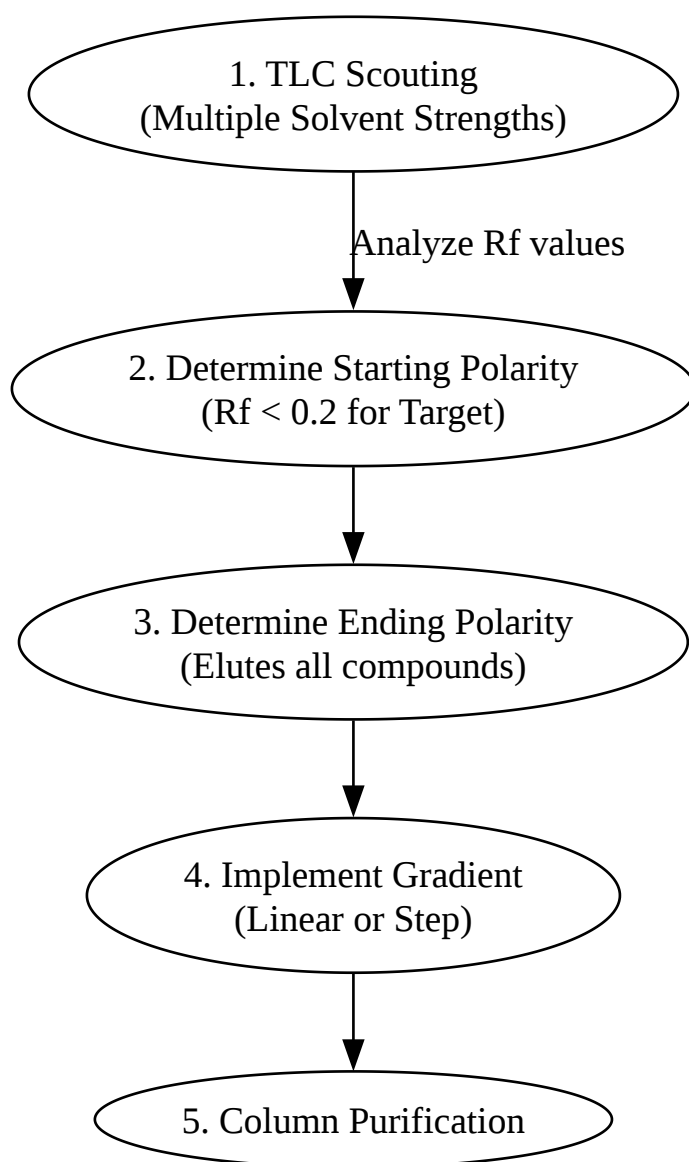 1. TLC Scouting
(Multiple Solvent Strengths)
Analyze Rf values
2. Determine Starting Polarity
(Rf < 0.2 for Target)
3. Determine Ending Polarity
(Elutes all compounds)
4. Implement Gradient
(Linear or Step)
5. Column Purification